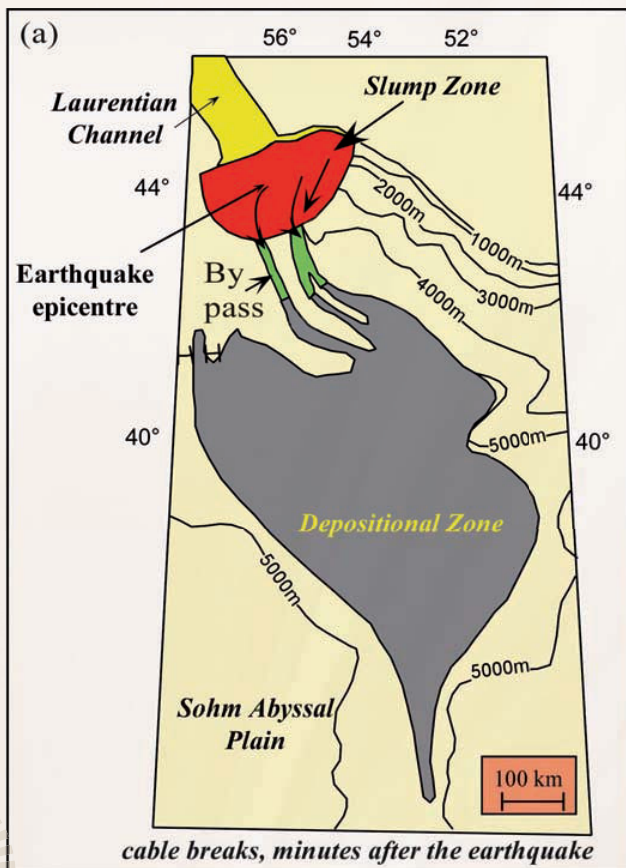 (a)
56°
54°
52°
Laurentian
Channel
Slump Zone
44°
44°
2000m
1000m
3000m
4000m
Earthquake
epicentre
By
pass
40°
5000m
40°
Depositional Zone
5000m
5000m
Sohm Abyssal
Plain
100 km
cable breaks, minutes after the earthquake